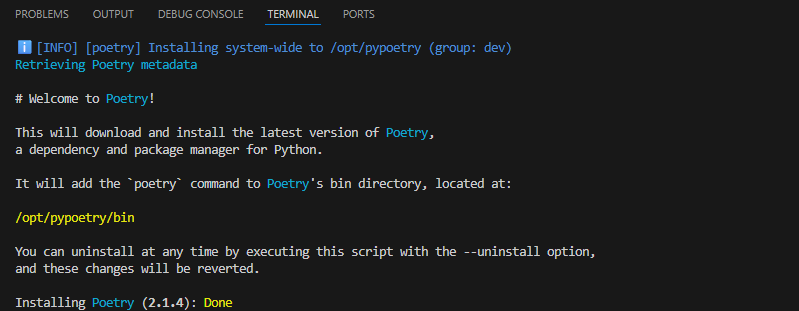 PROBLEMS OUTPUT DEBUG CONSOLE TERMINAL PORTS
ℹ️ [INFO] [poetry] Installing system-wide to /opt/pypoetry (group: dev)
Retrieving Poetry metadata
# Welcome to Poetry!
This will download and install the latest version of Poetry,
a dependency and package manager for Python.
It will add the `poetry` command to Poetry's bin directory, located at:
/opt/pypoetry/bin
You can uninstall at any time by executing this script with the --uninstall option,
and these changes will be reverted.
Installing Poetry (2.1.4): Done